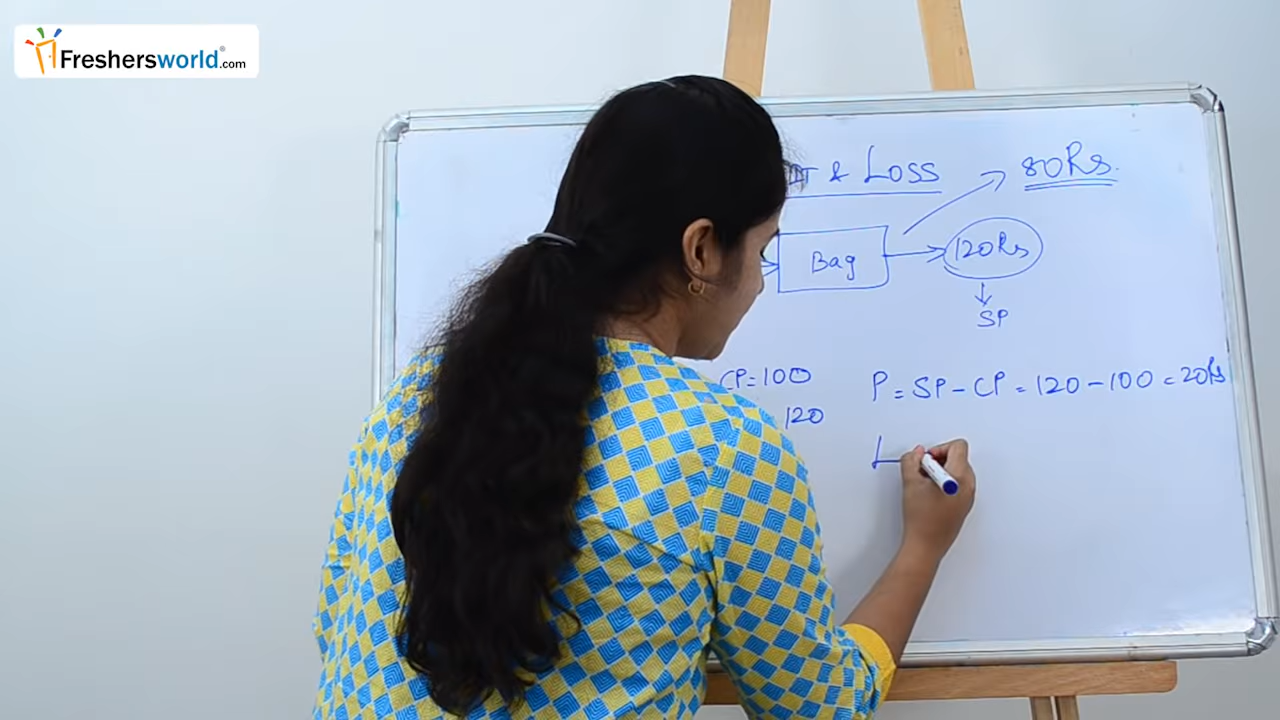 Freshersworld.com
& LOSS
80Rs.
Bag
120Rs
SP
CP=100
P = SP - CP = 120 - 100 = 20Rs
120
L